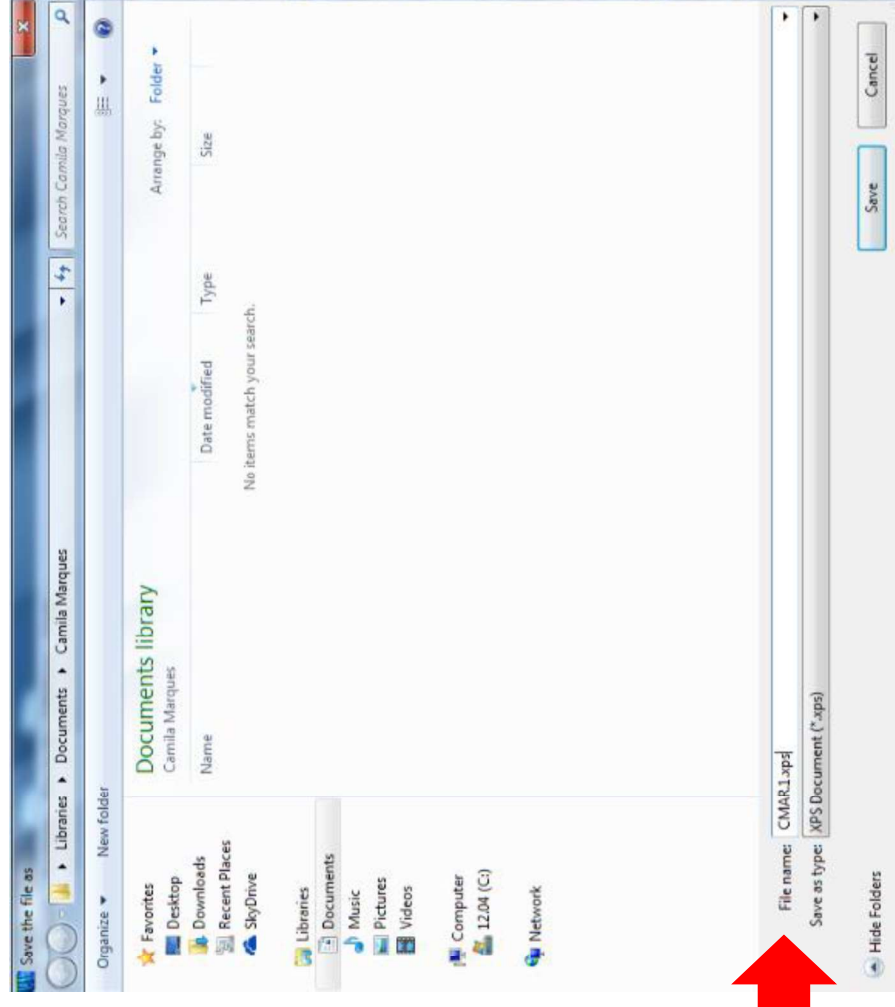 Save the file as
Libraries ▸ Documents ▸ Camila Marques
Search Camila Marques
Organize ▼ New folder
Favorites
Desktop
Downloads
Recent Places
SkyDrive
Libraries
Documents
Music
Pictures
Videos
Computer
12.04 (C:)
Network
Documents library
Camila Marques
Arrange by: Folder ▼
Name Date modified Type Size
No items match your search.
File name: CMAR.1.xps
Save as type: XPS Document (*.xps)
Hide Folders
Save Cancel